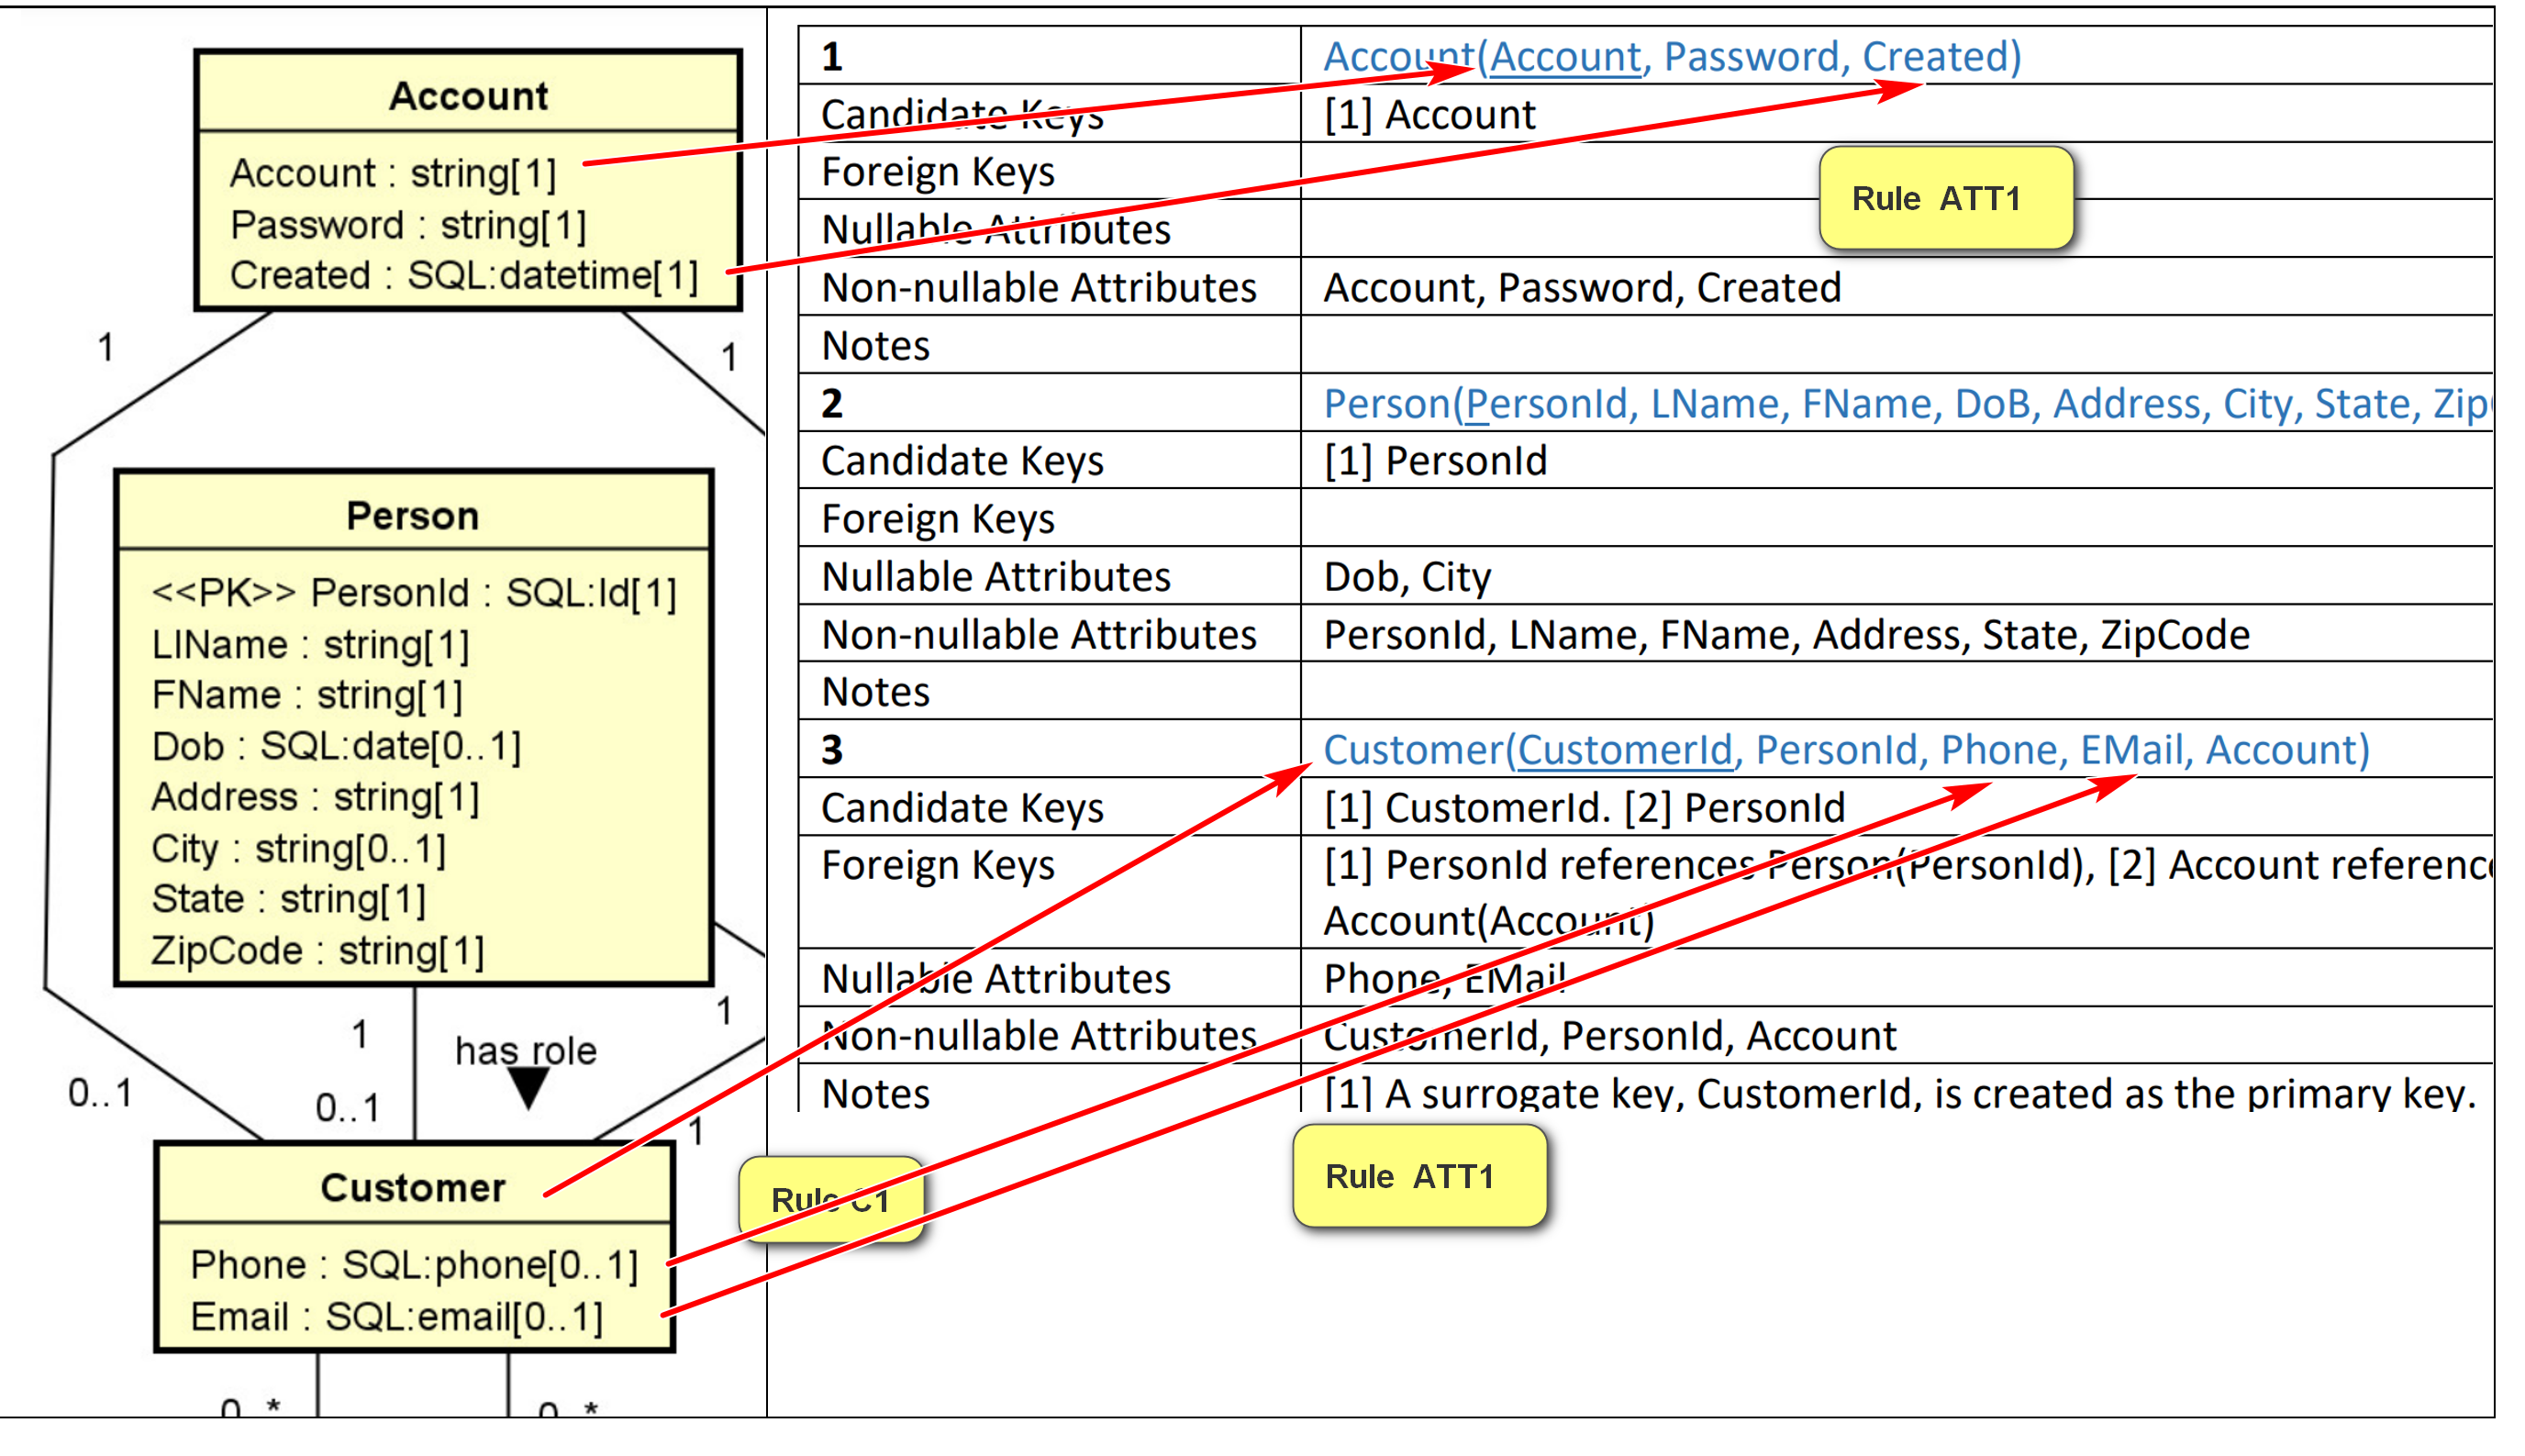 Account
Account : string[1]
Password : string[1]
Created : SQL:datetime[1]
1
1
Person
<<PK>> PersonId : SQL:Id[1]
LlName : string[1]
FName : string[1]
Dob : SQL:date[0..1]
Address : string[1]
City : string[0..1]
State : string[1]
ZipCode : string[1]
1
has role
1
0..1
0..1
1
Customer
Phone : SQL:phone[0..1]
Email : SQL:email[0..1]
0..*
0..*
1 Account(Account, Password, Created)
Candidate Keys [1] Account
Foreign Keys
Nullable Attributes
Non-nullable Attributes Account, Password, Created
Notes
Rule ATT1
2 Person(PersonId, LName, FName, DoB, Address, City, State, Zip
Candidate Keys [1] PersonId
Foreign Keys
Nullable Attributes Dob, City
Non-nullable Attributes PersonId, LName, FName, Address, State, ZipCode
Notes
3 Customer(CustomerId, PersonId, Phone, EMail, Account)
Candidate Keys [1] CustomerId. [2] PersonId
Foreign Keys [1] PersonId references Person(PersonId), [2] Account referenc
Account(Account)
Nullable Attributes Phone, EMail
Non-nullable Attributes CustomerId, PersonId, Account
Notes [1] A surrogate key, CustomerId, is created as the primary key.
Rule C1
Rule ATT1